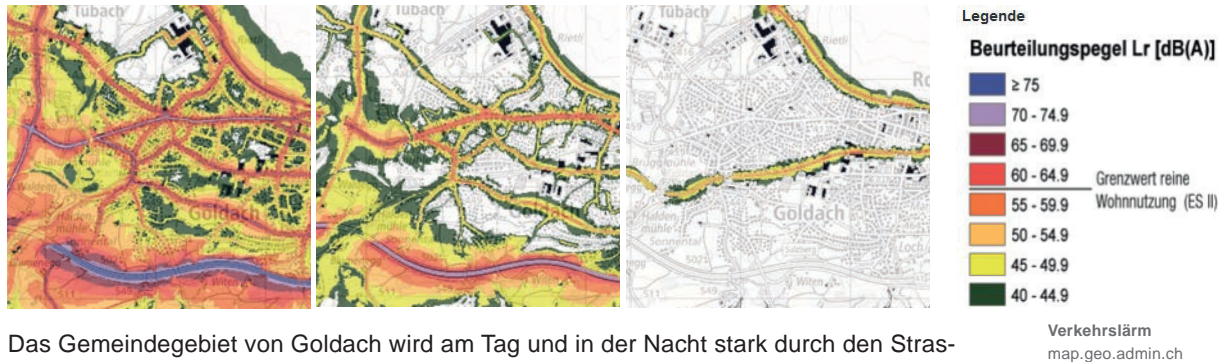 Tübach
Rietli
Goldach
Tübach
Rietli
Goldach
Tübach
Rietli
Goldach
Legende
Beurteilungspegel Lr [dB(A)]
≥ 75
70 - 74.9
65 - 69.9
60 - 64.9
Grenzwert reine
Wohnnutzung (ES II)
55 - 59.9
50 - 54.9
45 - 49.9
40 - 44.9
Das Gemeindegebiet von Goldach wird am Tag und in der Nacht stark durch den Stras-
Verkehrslärm
map.geo.admin.ch